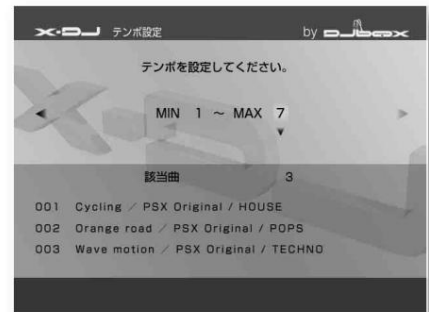 X-DJ テンポ設定 by DJbox
テンポを設定してください。
MIN 1 ~ MAX 7
該当曲 3
001 Cycling / PSX Original / HOUSE
002 Orange road / PSX Original / POPS
003 Wave motion / PSX Original / TECHNO